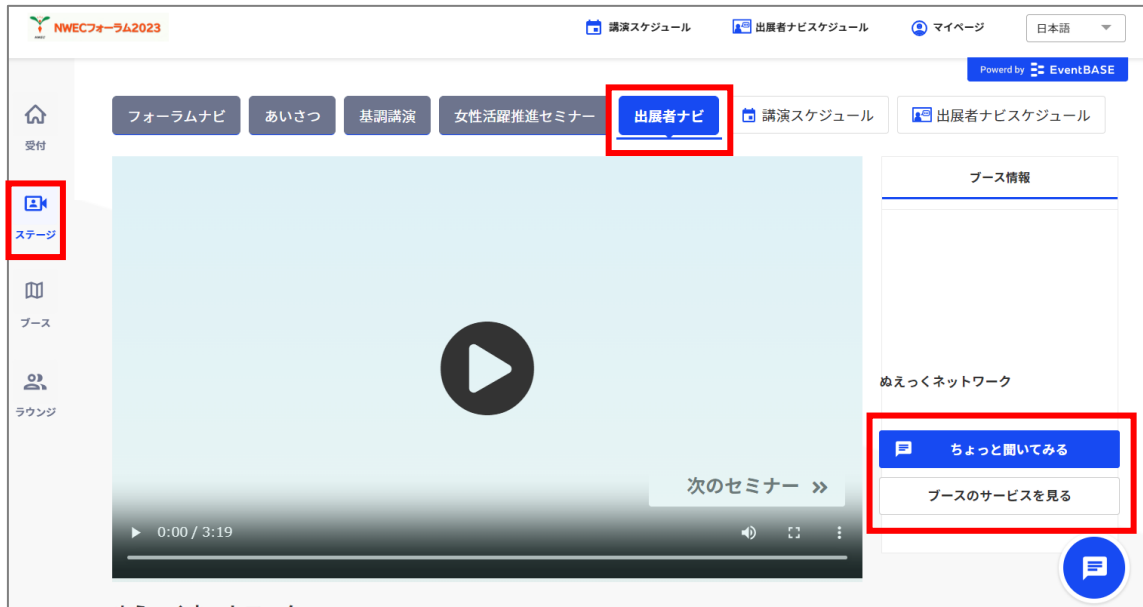 NWEC NWECフォーラム2023
講演スケジュール
出展者ナビスケジュール
マイページ
日本語
Powerd by EventBASE
フォーラムナビ
あいさつ
基調講演
女性活躍推進セミナー
出展者ナビ
講演スケジュール
出展者ナビスケジュール
受付
ステージ
ブース
ラウンジ
ブース情報
ぬえっくネットワーク
ちょっと聞いてみる
ブースのサービスを見る
次のセミナー »
0:00 / 3:19